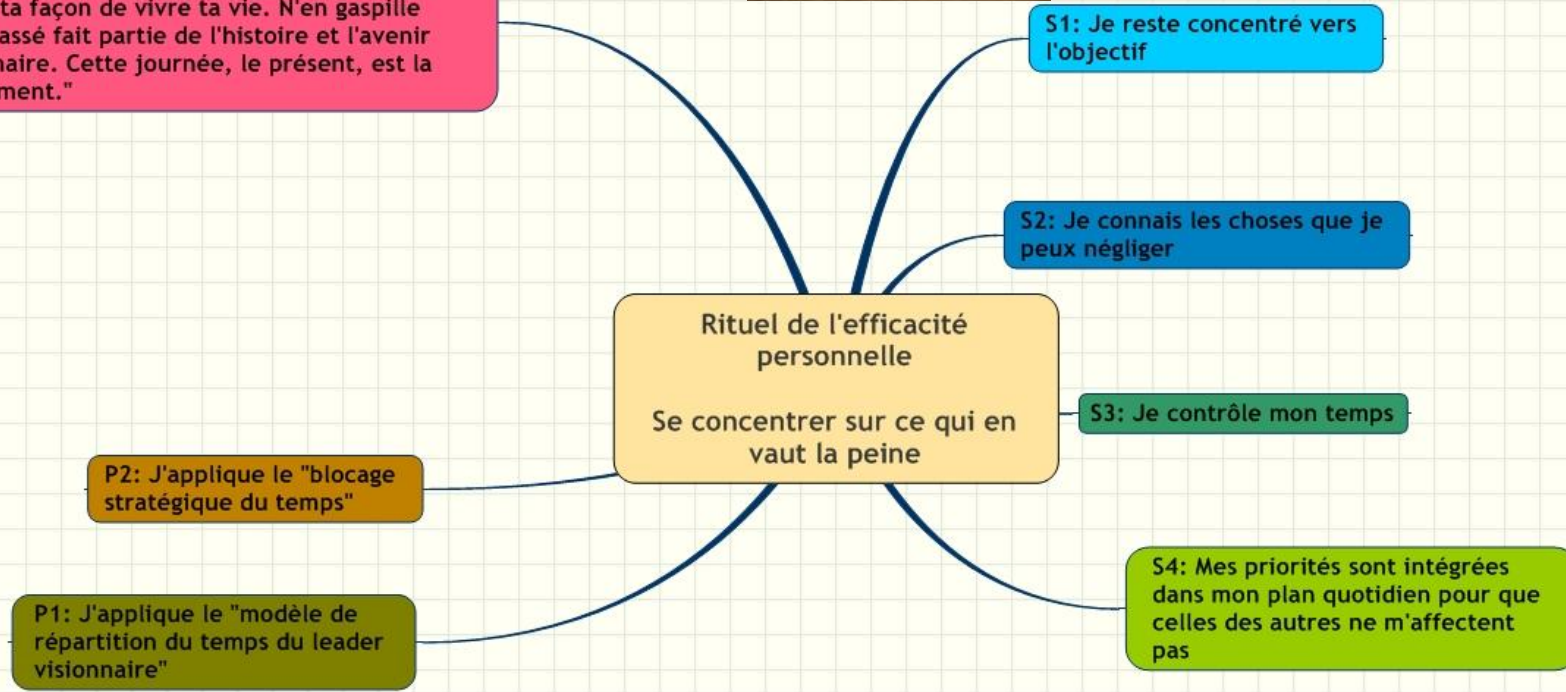 ta façon de vivre ta vie. N'en gaspille
fait partie de l'histoire et l'avenir
Cette journée, le présent, est la
S1: Je reste concentré vers
l'objectif
S2: Je connais les choses que je
peux négliger
Rituel de l'efficacité
personnelle
Se concentrer sur ce qui en
vaut la peine
S3: Je contrôle mon temps
P2: J'applique le "blocage
stratégique du temps"
S4: Mes priorités sont intégrées
dans mon plan quotidien pour que
celles des autres ne m'affectent
pas
P1: J'applique le "modèle de
répartition du temps du leader
visionnaire"